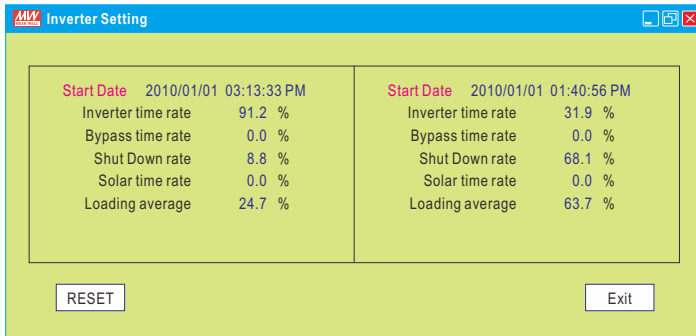 MW
MEAN WELL
Inverter Setting
Start Date 2010/01/01 03:13:33 PM
Inverter time rate 91.2 %
Bypass time rate 0.0 %
Shut Down rate 8.8 %
Solar time rate 0.0 %
Loading average 24.7 %
Start Date 2010/01/01 01:40:56 PM
Inverter time rate 31.9 %
Bypass time rate 0.0 %
Shut Down rate 68.1 %
Solar time rate 0.0 %
Loading average 63.7 %
RESET
Exit